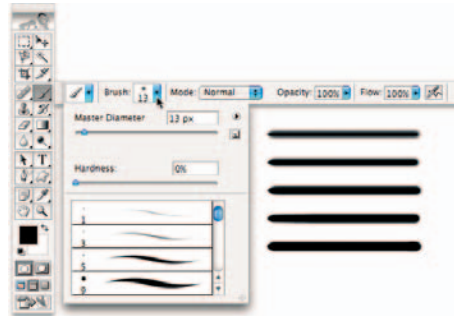 Brush: 13 Mode: Normal Opacity: 100% Flow: 100%
Master Diameter 13 px
Hardness: 0%
1
3
5
9
T